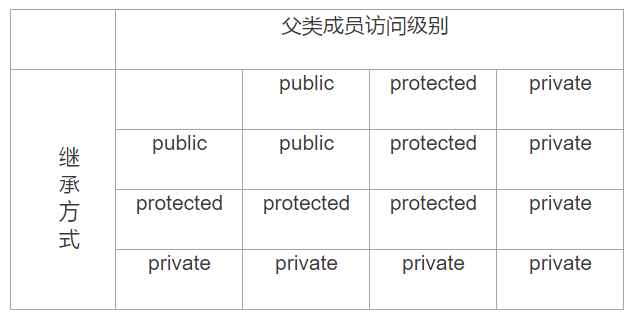 父类成员访问级别
public protected private
继承方式
public public protected private
protected protected protected private
private private private private